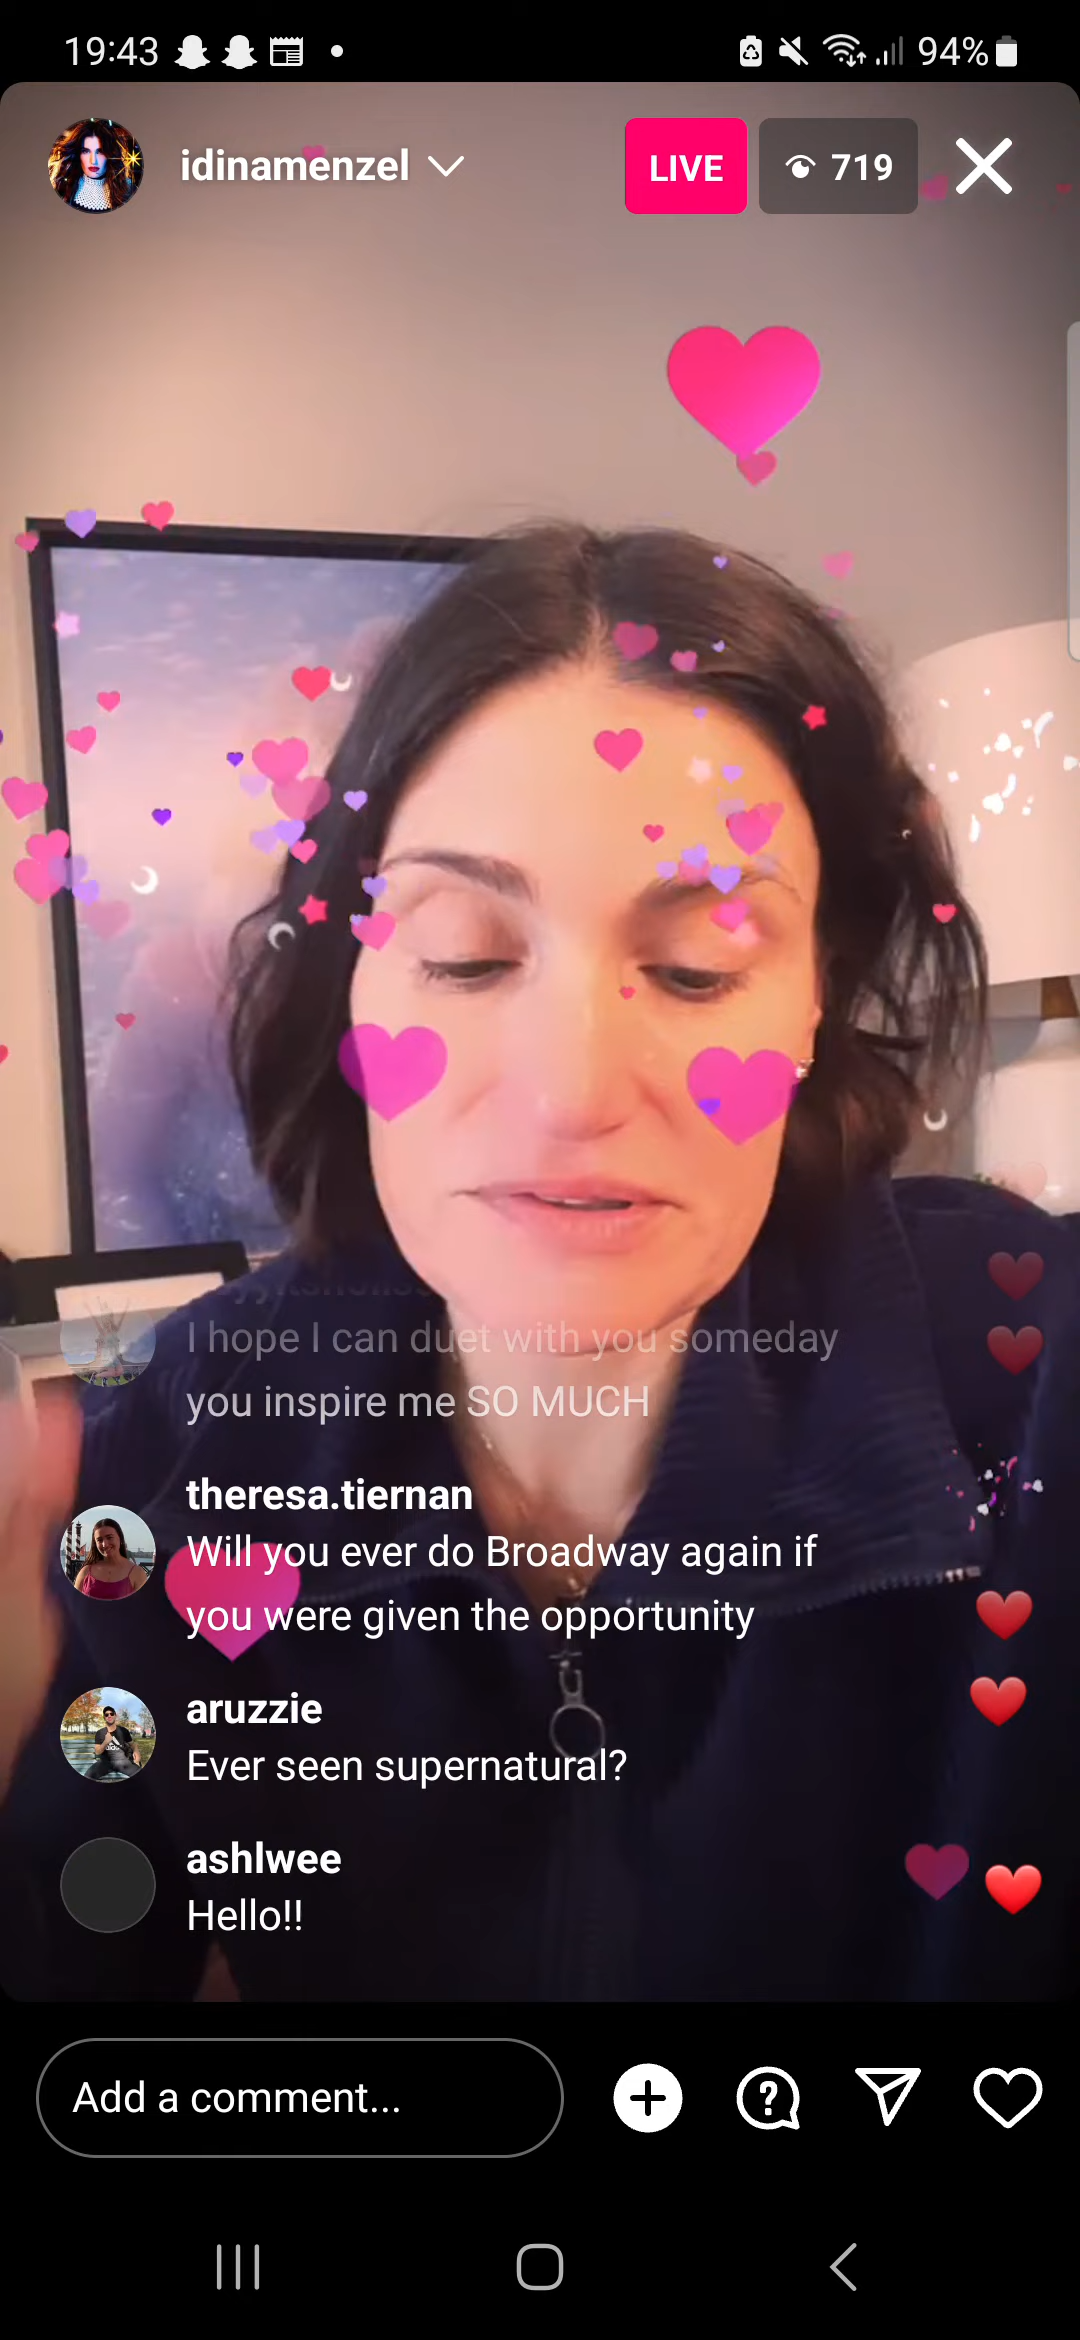 19:43
94%
idinamenzel
LIVE
719
I hope I can duet with you someday
you inspire me SO MUCH
theresa.tiernan
Will you ever do Broadway again if
you were given the opportunity
aruzzie
Ever seen supernatural?
ashlwee
Hello!!
Add a comment...